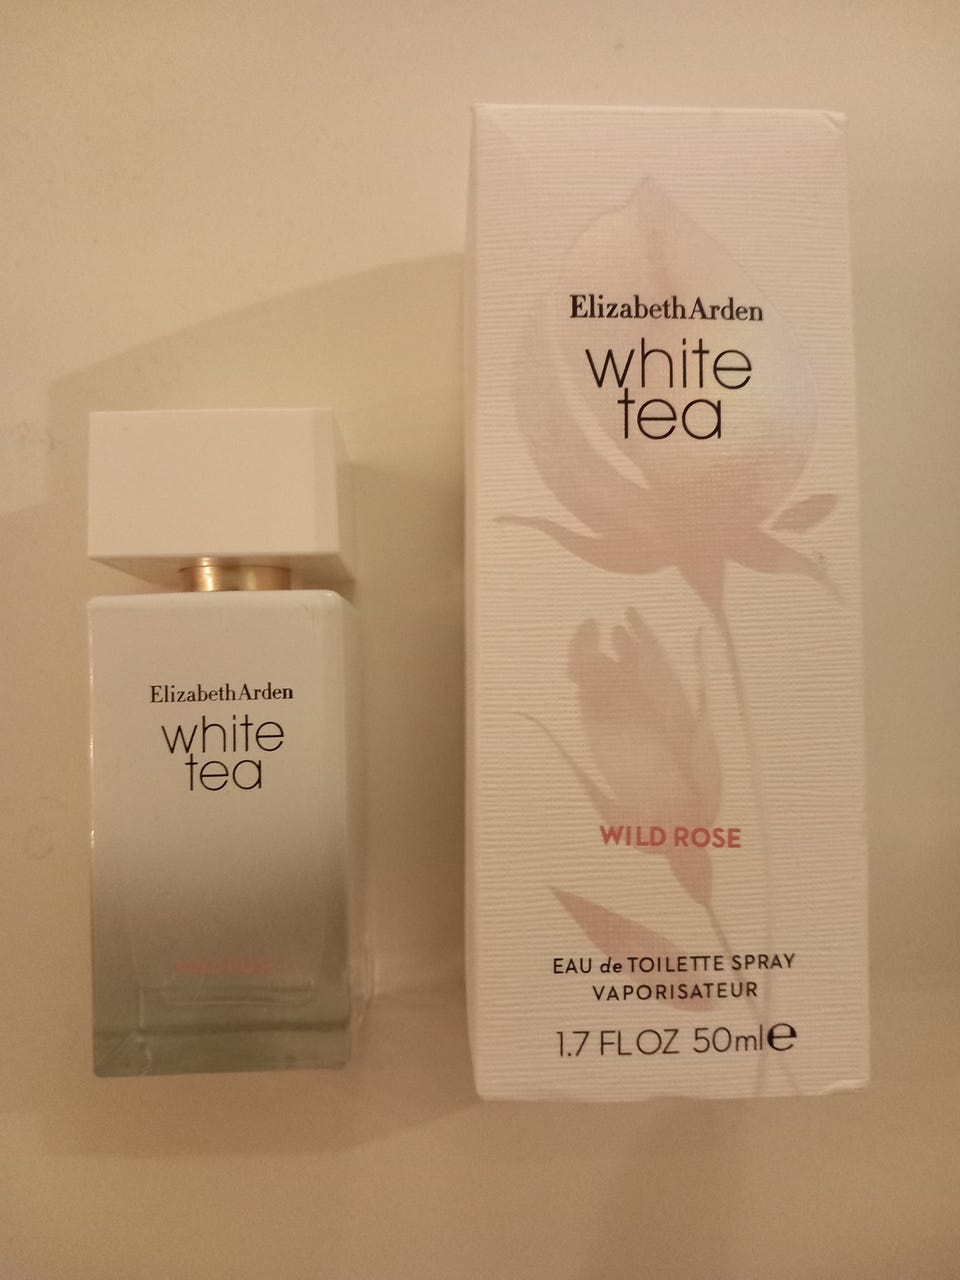 Elizabeth Arden
white
tea
Elizabeth Arden
white
tea
WILD ROSE
EAU de TOILETTE SPRAY
VAPORISATEUR
1.7 FL OZ 50ml e